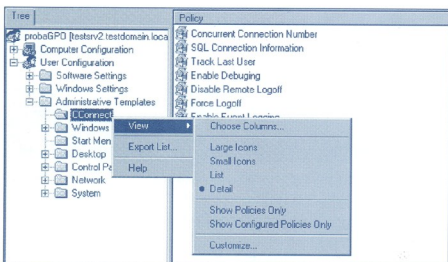 Tree
Policy
probaGPO [testsrv2.testdomain.loca
Computer Configuration
User Configuration
Software Settings
Windows Settings
Administrative Templates
CConnect
Windows
Start Men
Desktop
Control Pa
Network
System
Concurrent Connection Number
SQL Connection Information
Track Last User
Enable Debuging
Disable Remote Logoff
Force Logoff
Enable Event Logging
View
Export List...
Help
Choose Columns...
Large Icons
Small Icons
List
Detail
Show Policies Only
Show Configured Policies Only
Customize...